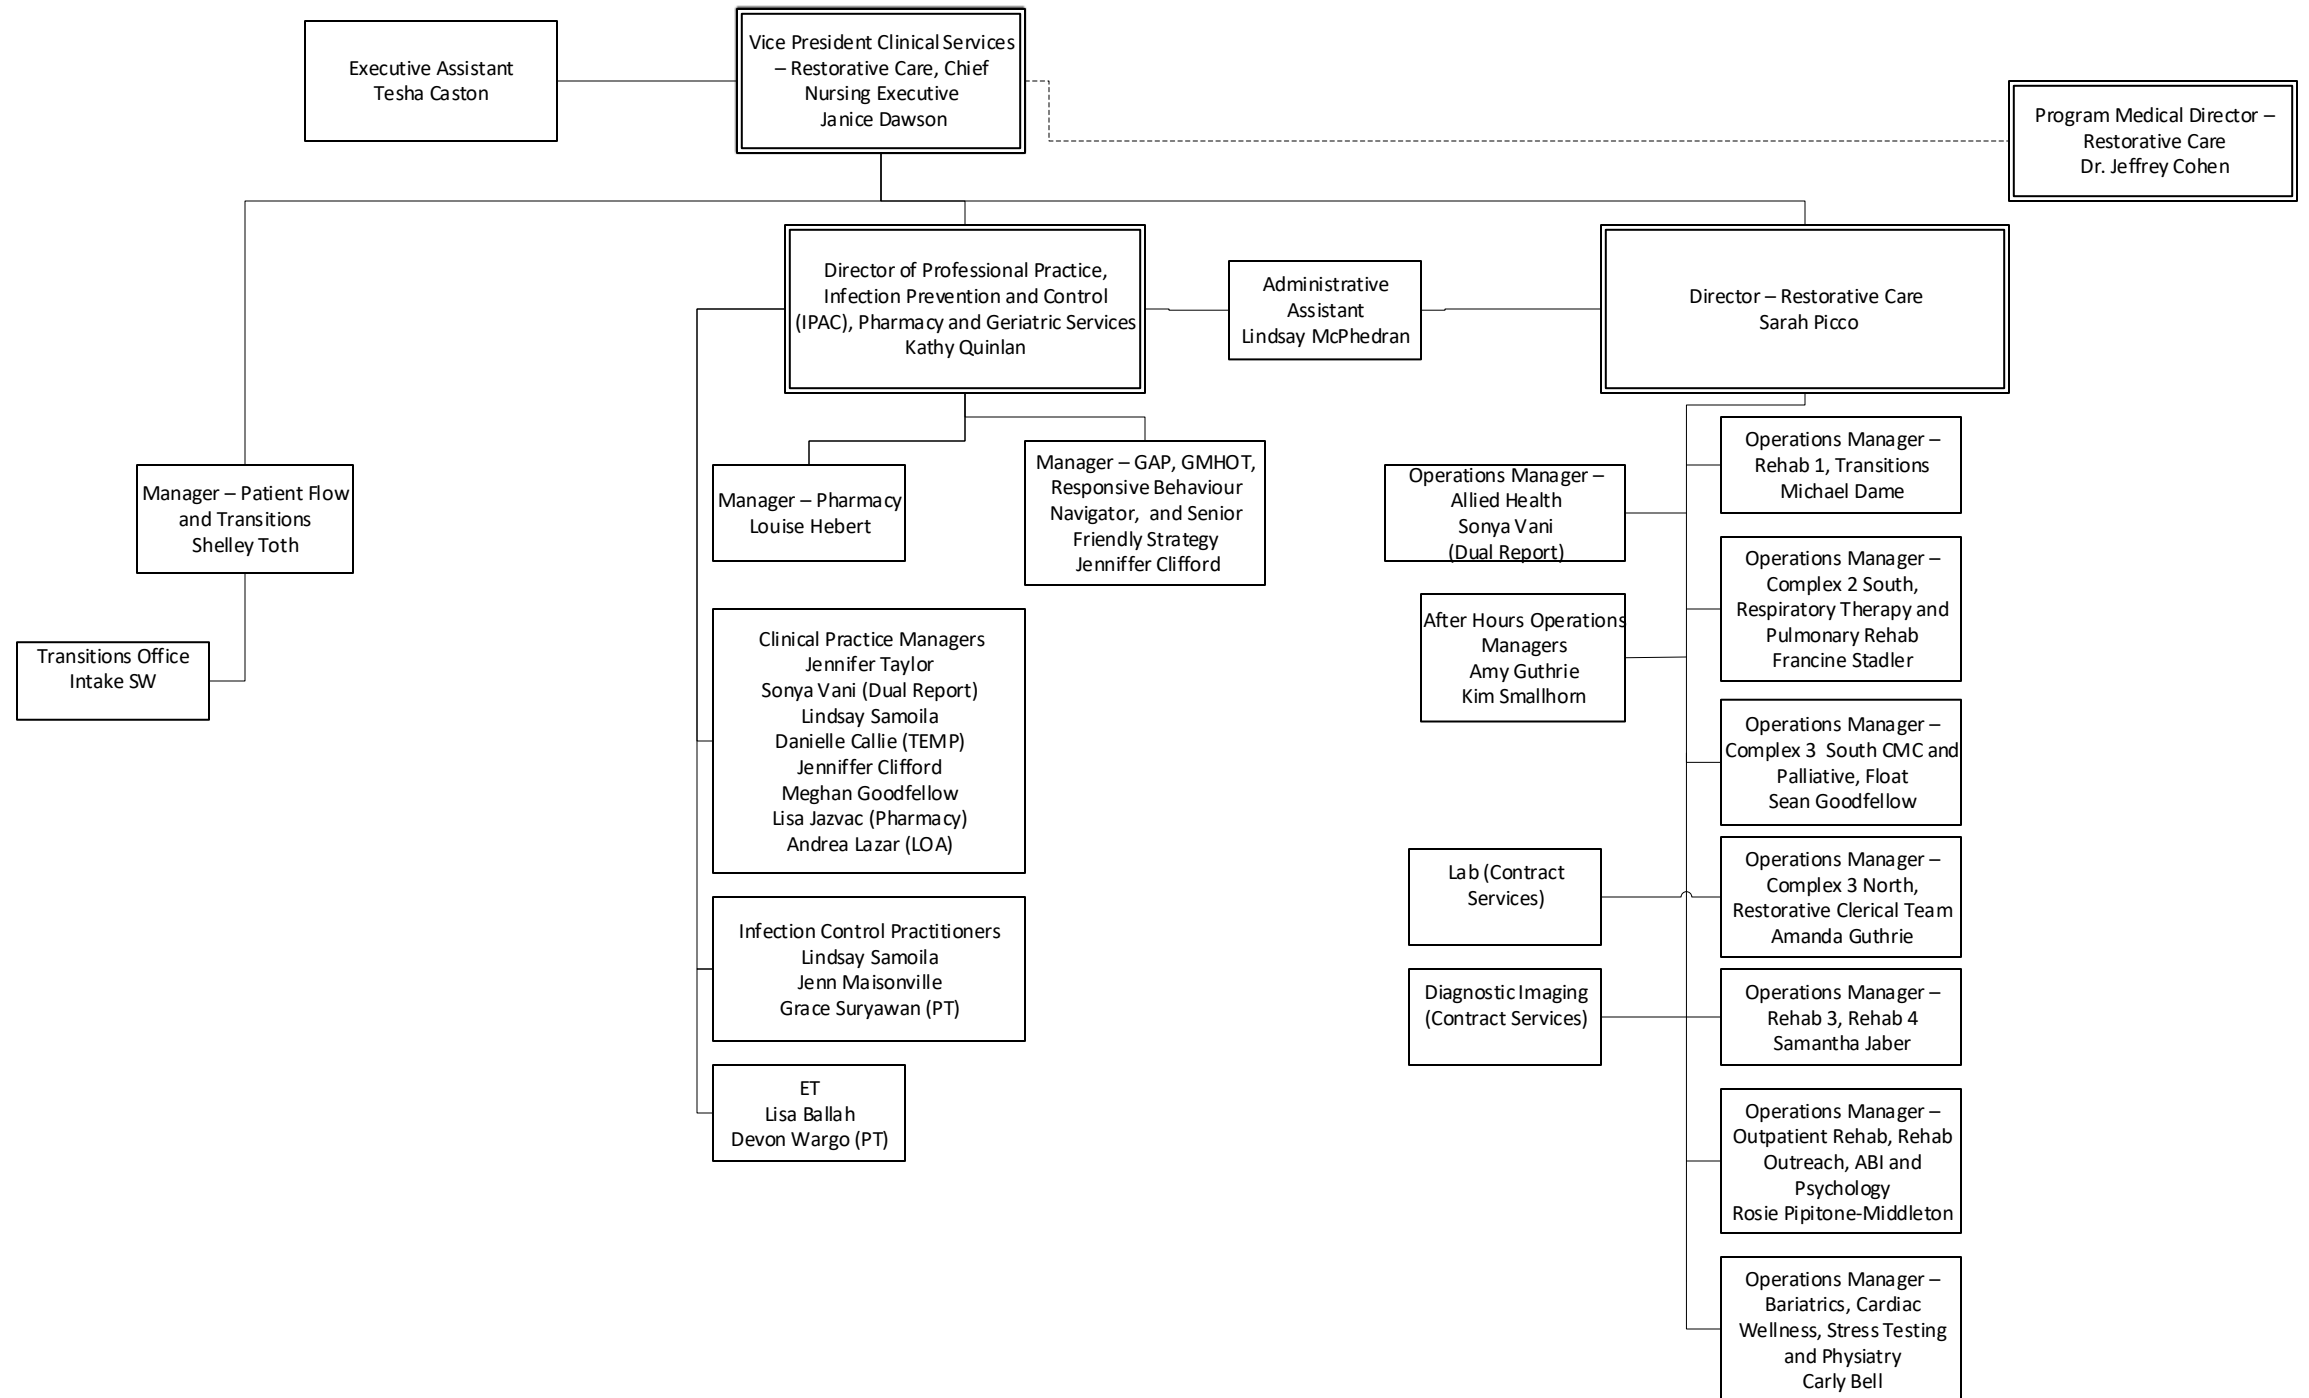 Executive Assistant
Tesha Caston
Vice President Clinical Services
– Restorative Care, Chief
Nursing Executive
Janice Dawson
Program Medical Director –
Restorative Care
Dr. Jeffrey Cohen
Director of Professional Practice,
Infection Prevention and Control
(IPAC), Pharmacy and Geriatric Services
Kathy Quinlan
Administrative
Assistant
Lindsay McPhedran
Director – Restorative Care
Sarah Picco
Manager – Patient Flow
and Transitions
Shelley Toth
Transitions Office
Intake SW
Manager – Pharmacy
Louise Hebert
Manager – GAP, GMHOT,
Responsive Behaviour
Navigator, and Senior
Friendly Strategy
Jenniffer Clifford
Clinical Practice Managers
Jennifer Taylor
Sonya Vani (Dual Report)
Lindsay Samoila
Danielle Callie (TEMP)
Jenniffer Clifford
Meghan Goodfellow
Lisa Jazvac (Pharmacy)
Andrea Lazar (LOA)
Infection Control Practitioners
Lindsay Samoila
Jenn Maisonville
Grace Suryawan (PT)
ET
Lisa Ballah
Devon Wargo (PT)
Operations Manager –
Allied Health
Sonya Vani
(Dual Report)
After Hours Operations
Managers
Amy Guthrie
Kim Smallhorn
Lab (Contract
Services)
Diagnostic Imaging
(Contract Services)
Operations Manager –
Rehab 1, Transitions
Michael Dame
Operations Manager –
Complex 2 South,
Respiratory Therapy and
Pulmonary Rehab
Francine Stadler
Operations Manager –
Complex 3 South CMC and
Palliative, Float
Sean Goodfellow
Operations Manager –
Complex 3 North,
Restorative Clerical Team
Amanda Guthrie
Operations Manager –
Rehab 3, Rehab 4
Samantha Jaber
Operations Manager –
Outpatient Rehab, Rehab
Outreach, ABI and
Psychology
Rosie Pipitone-Middleton
Operations Manager –
Bariatrics, Cardiac
Wellness, Stress Testing
and Physiatry
Carly Bell